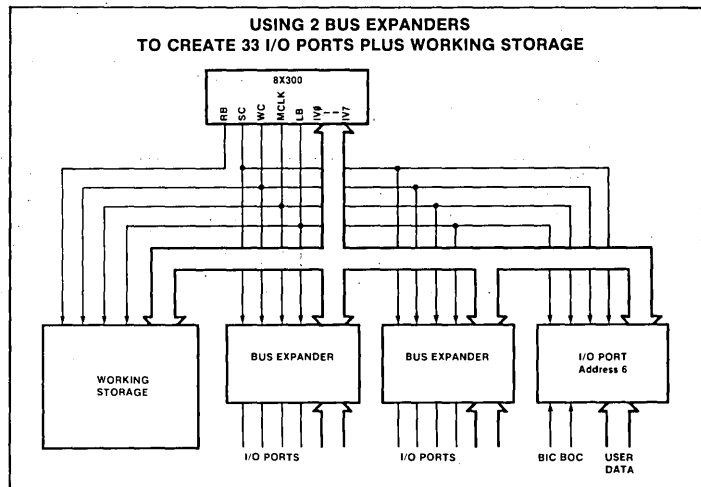 USING 2 BUS EXPANDERS
TO CREATE 33 I/O PORTS PLUS WORKING STORAGE
8X300
RB SC WC MCLK LB IVØ IV7
WORKING
STORAGE
BUS EXPANDER
BUS EXPANDER
I/O PORT
Address 6
I/O PORTS
I/O PORTS
BIC BOC
USER
DATA